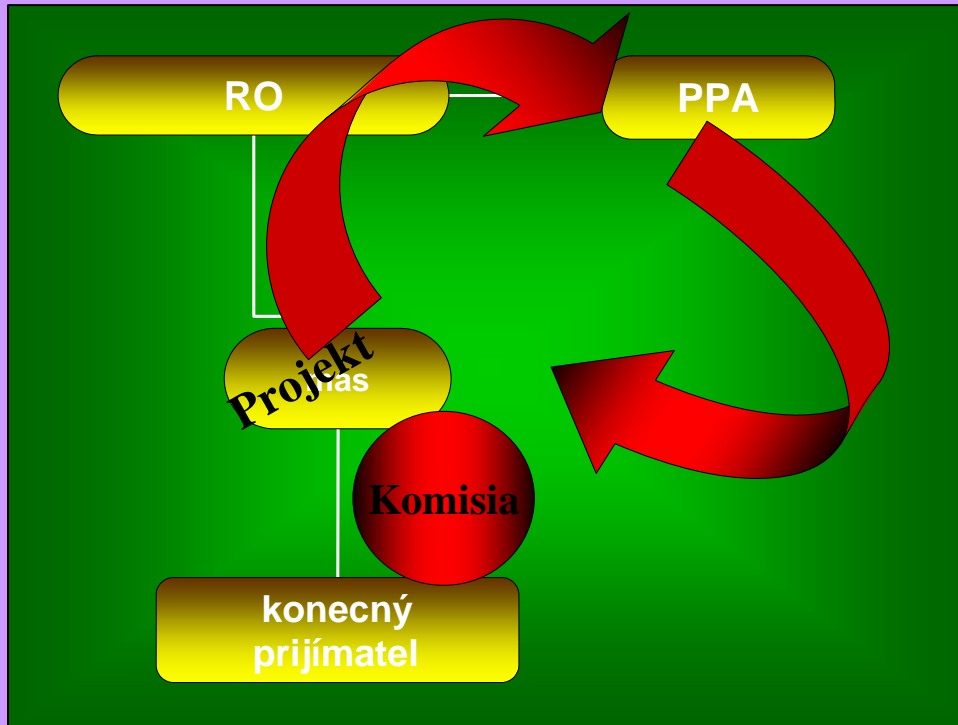 RO
PPA
Projekt
mas
Komisia
konecný
prijímatel